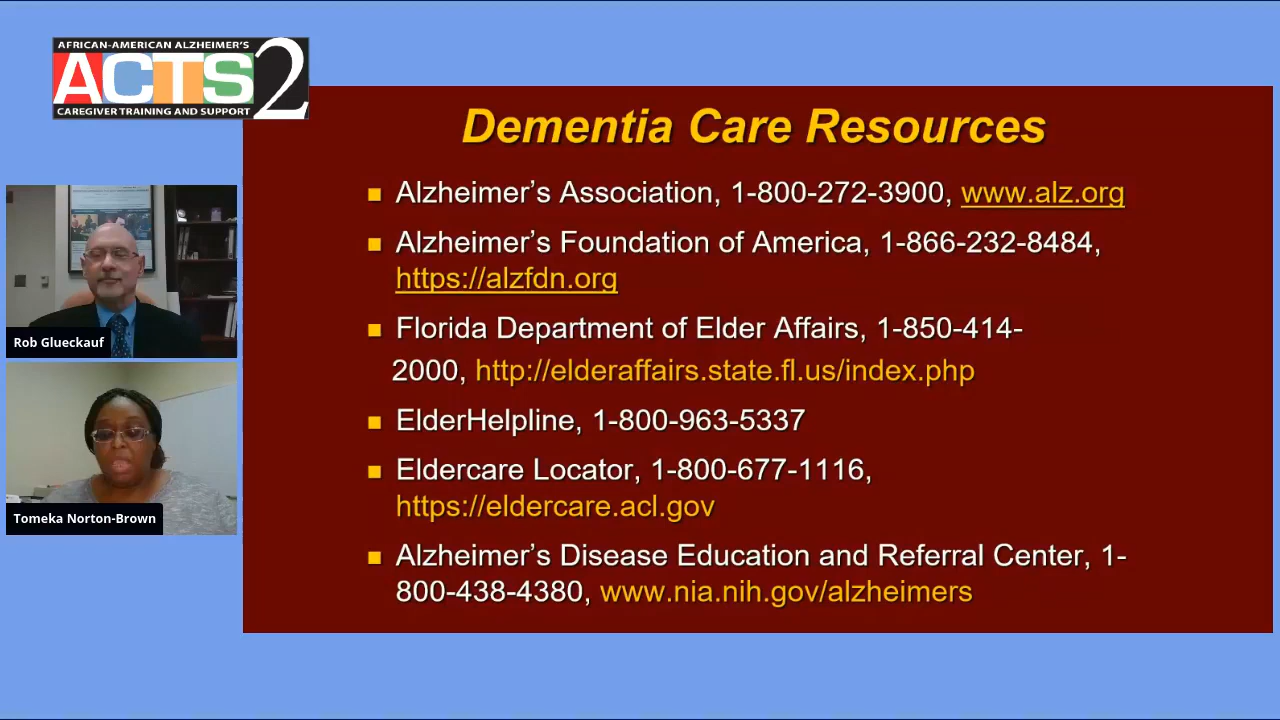 AFRICAN-AMERICAN ALZHEIMER'S
ACTS2
CAREGIVER TRAINING AND SUPPORT
Dementia Care Resources
Alzheimer's Association, 1-800-272-3900, www.alz.org
Alzheimer's Foundation of America, 1-866-232-8484,
https://alzfdn.org
Florida Department of Elder Affairs, 1-850-414-
2000, http://elderaffairs.state.fl.us/index.php
ElderHelpline, 1-800-963-5337
Eldercare Locator, 1-800-677-1116,
https://eldercare.acl.gov
Alzheimer's Disease Education and Referral Center, 1-
800-438-4380, www.nia.nih.gov/alzheimers
Rob Glueckauf
Tomeka Norton-Brown